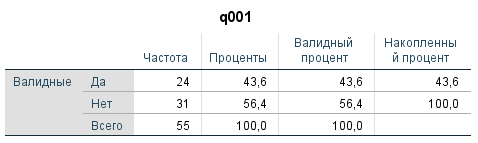 q001
Частота Проценты Валидный процент Накопленны й процент
Валидные Да 24 43,6 43,6 43,6
Нет 31 56,4 56,4 100,0
Всего 55 100,0 100,0